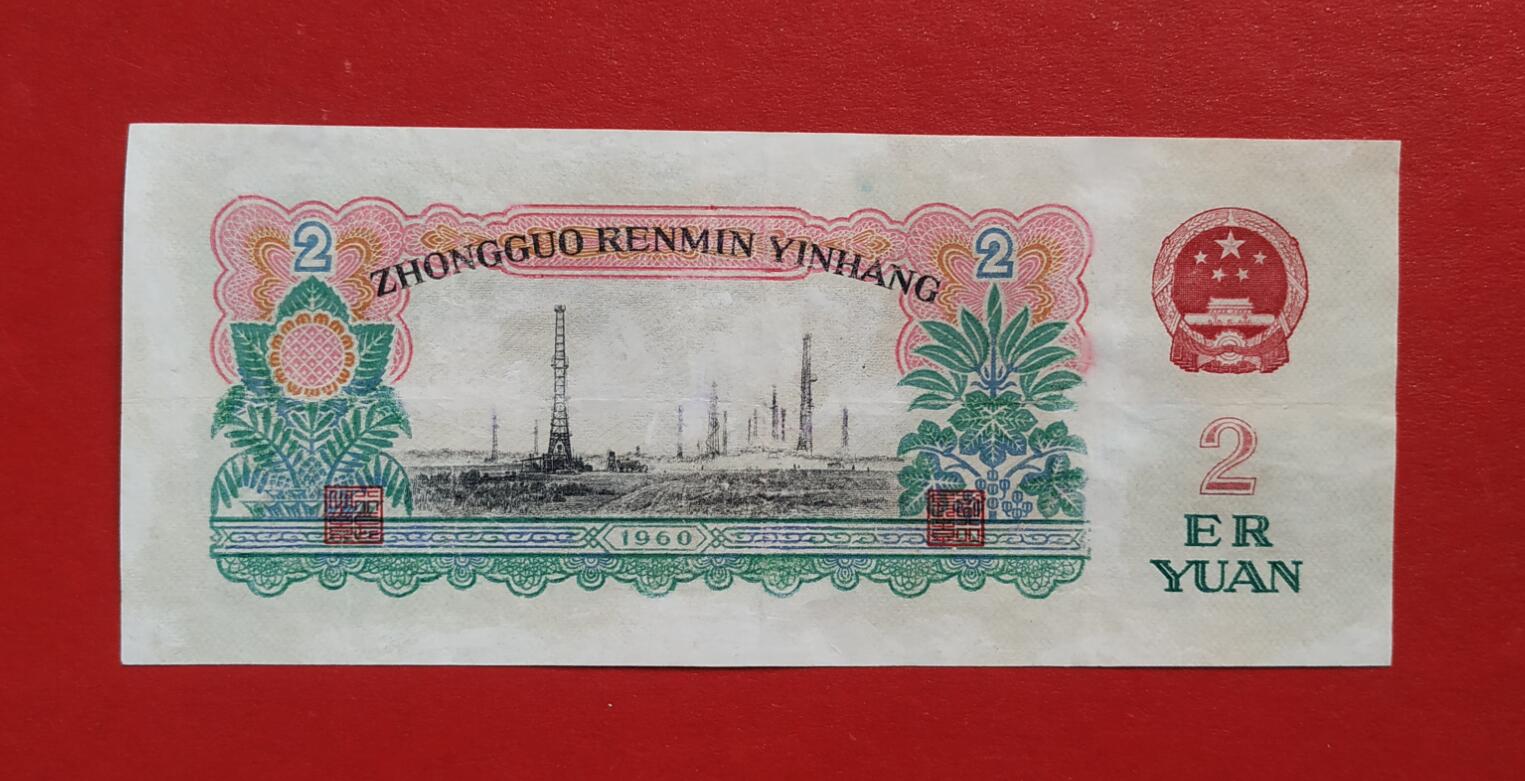 2
2
ZHONGGUO RENMIN YINHANG
1960
2
ER
YUAN